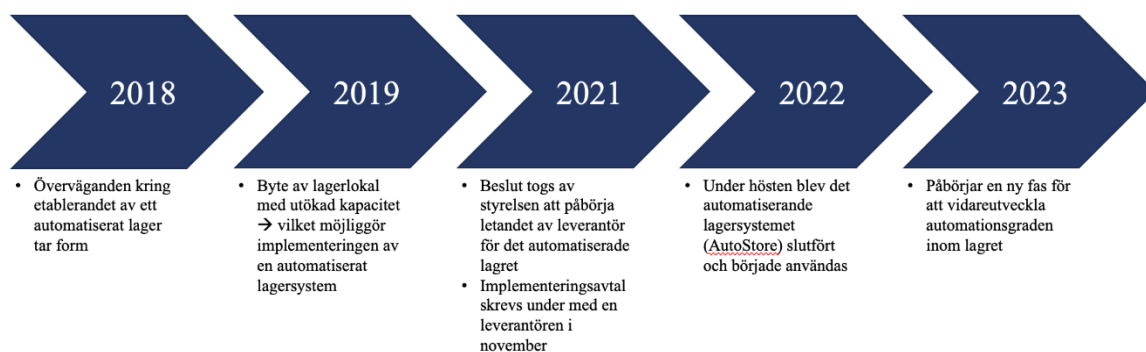 2018
2019
2021
2022
2023
• Överväganden kring
etablerandet av ett
automatiserat lager
tar form
• Byte av lagerlokal
med utökad kapacitet
→ vilket möjliggör
implementeringen av
en automatiserat
lagersystem
• Beslut togs av
styrelsen att påbörja
letandet av leverantör
för det automatiserade
lagret
• Implementeringsavtal
skrevs under med en
leverantören i
november
• Under hösten blev det
automatiserande
lagersystemet
(AutoStore) slutfört
och började användas
• Påbörjar en ny fas för
att vidareutveckla
automationsgraden
inom lagret